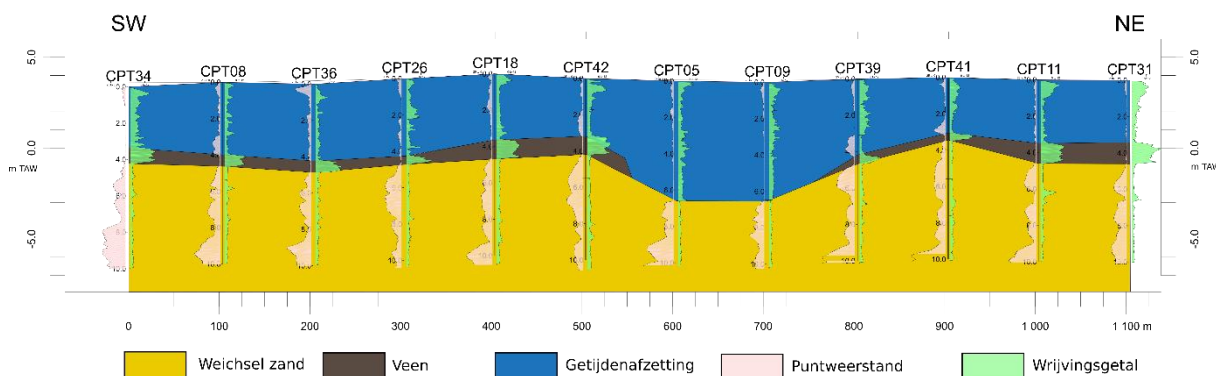 SW NE
5.0 5.0
CPT34 CPT08 CPT36 CPT26 CPT18 CPT42 CPT05 CPT09 CPT39 CPT41 CPT11 CPT31
0.0 0.0
m TAW m TAW
-5.0 -5.0
0 100 200 300 400 500 600 700 800 900 1 000 1 100 m
Weichsel zand Veen Getijdenafzetting Puntweerstand Wrijvingsgetal